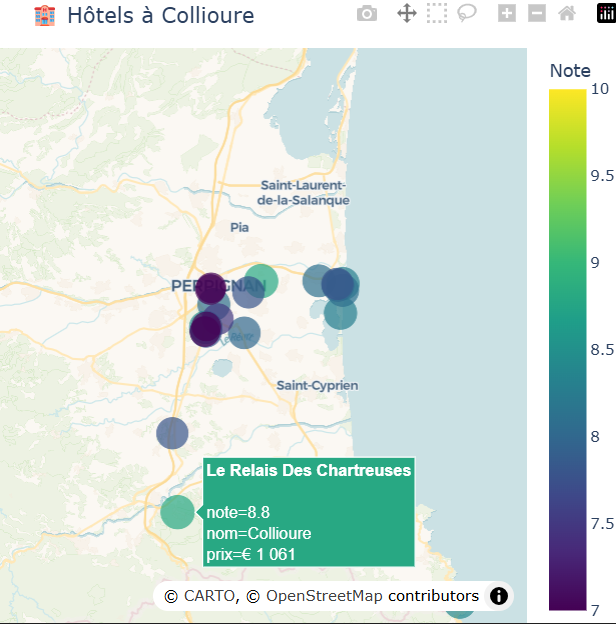 Hôtels à Collioure
Note
10
9.5
9
8.5
8
7.5
7
Saint-Laurent-
de-la-Salanque
Pia
PERPIGNAN
Saint-Cyprien
Le Relais Des Chartreuses
note=8.8
nom=Collioure
prix=€ 1 061
© CARTO, © OpenStreetMap contributors